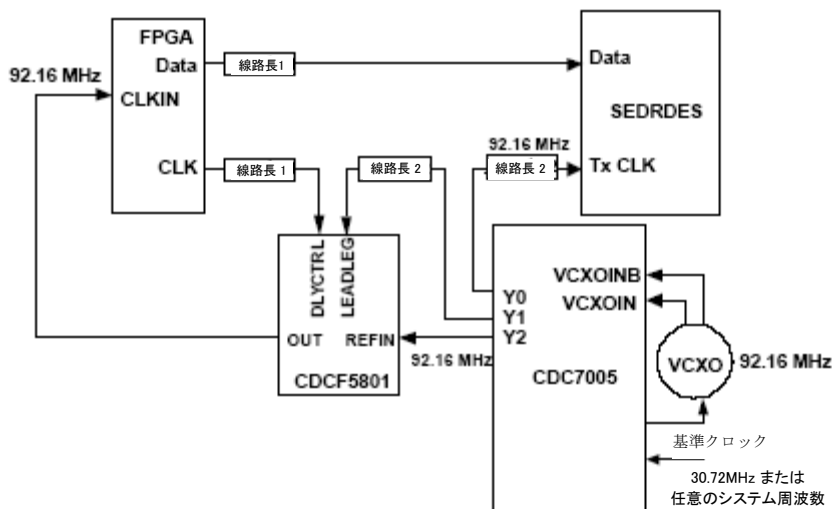 FPGA
Data
線路長1
Data
92.16 MHz
CLKIN
SEDRDES
92.16 MHz
CLK
線路長 1
線路長 2
線路長 2
Tx CLK
DLYCTRL
LEADLEG
VCXOINB
Y0
VCXOIN
Y1
OUT
REFIN
Y2
92.16 MHz
CDCF5801
CDC7005
VCXO
92.16 MHz
基準クロック
30.72MHz または
任意のシステム周波数